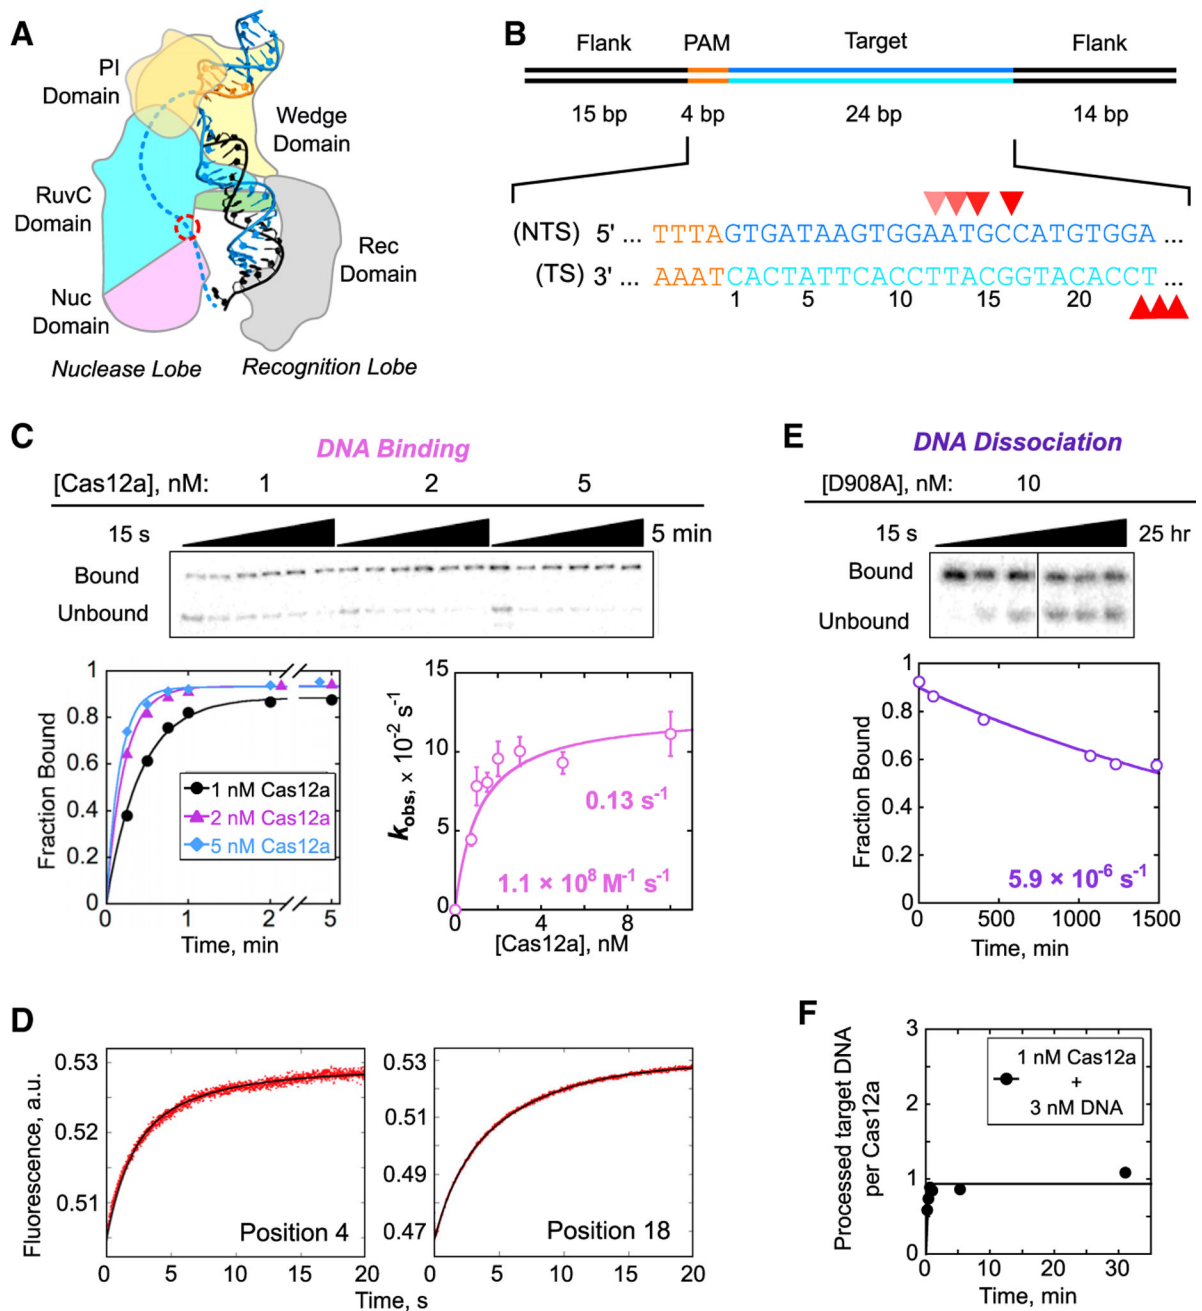 A
PI
Domain
Wedge
Domain
RuvC
Domain
Rec
Domain
Nuc
Domain
Nuclease Lobe
Recognition Lobe
B
Flank PAM Target Flank
15 bp 4 bp 24 bp 14 bp
(NTS) 5' ... TTTAGTGATAAGTGGAATGCCATGTGGA ...
(TS) 3' ... AAATCACTATTCACCTTACGGTACACCT ...
1 5 10 15 20
C
DNA Binding
[Cas12a], nM: 1 2 5
15 s 5 min
Bound
Unbound
Fraction Bound
1
0.8
0.6
0.4
0.2
0
0 1 2 5
Time, min
1 nM Cas12a
2 nM Cas12a
5 nM Cas12a
kobs, × 10-2 s-1
15
10
5
0
0 4 8
[Cas12a], nM
0.13 s-1
1.1 × 108 M-1 s-1
E
DNA Dissociation
[D908A], nM: 10
15 s 25 hr
Bound
Unbound
Fraction Bound
1
0.8
0.6
0.4
0.2
0
0 500 1000 1500
Time, min
5.9 × 10-6 s-1
D
Fluorescence, a.u.
0.53
0.52
0.51
0 5 10 15 20
Position 4
0.53
0.51
0.49
0.47
0 5 10 15 20
Position 18
Time, s
F
Processed target DNA
per Cas12a
3
2
1
0
0 10 20 30
Time, min
1 nM Cas12a
+
3 nM DNA